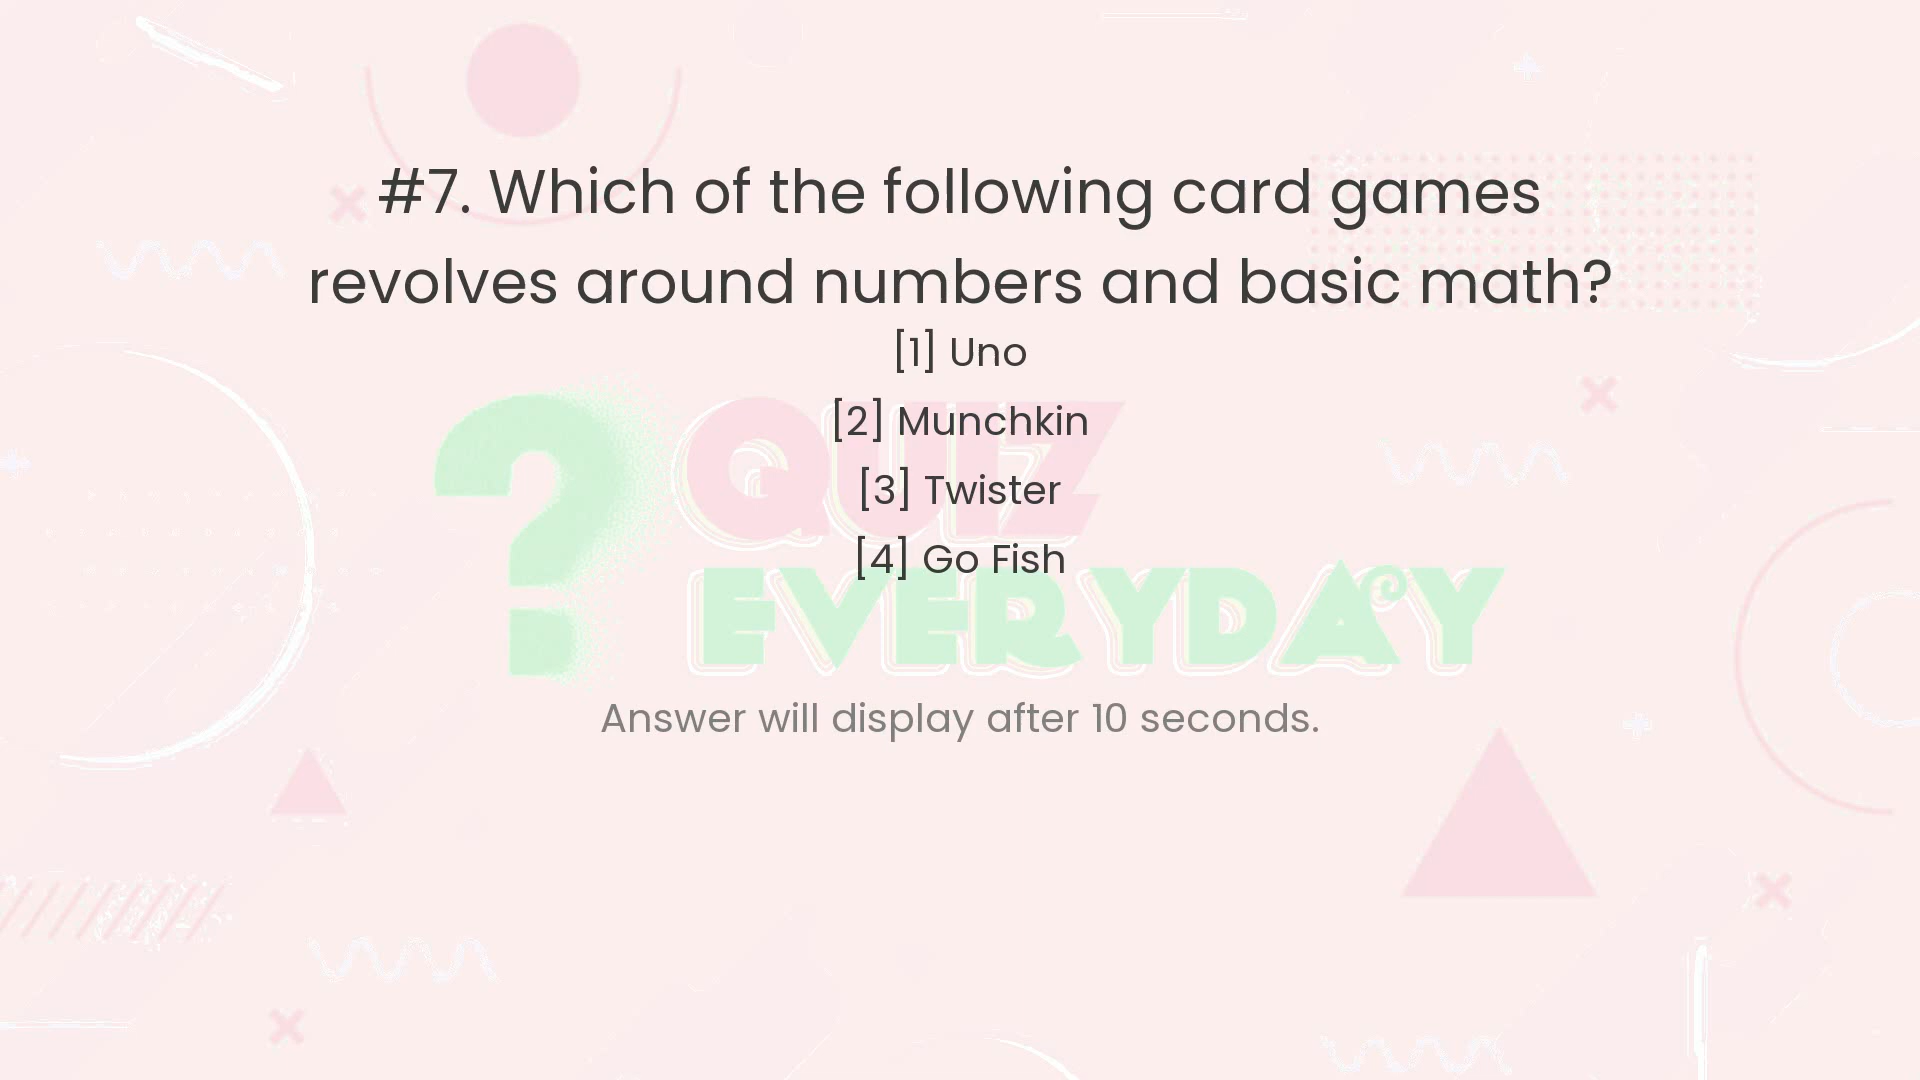 #7. Which of the following card games
revolves around numbers and basic math?
[1] Uno
[2] Munchkin
[3] Twister
[4] Go Fish
? QUIZ
EVERYDAY
Answer will display after 10 seconds.